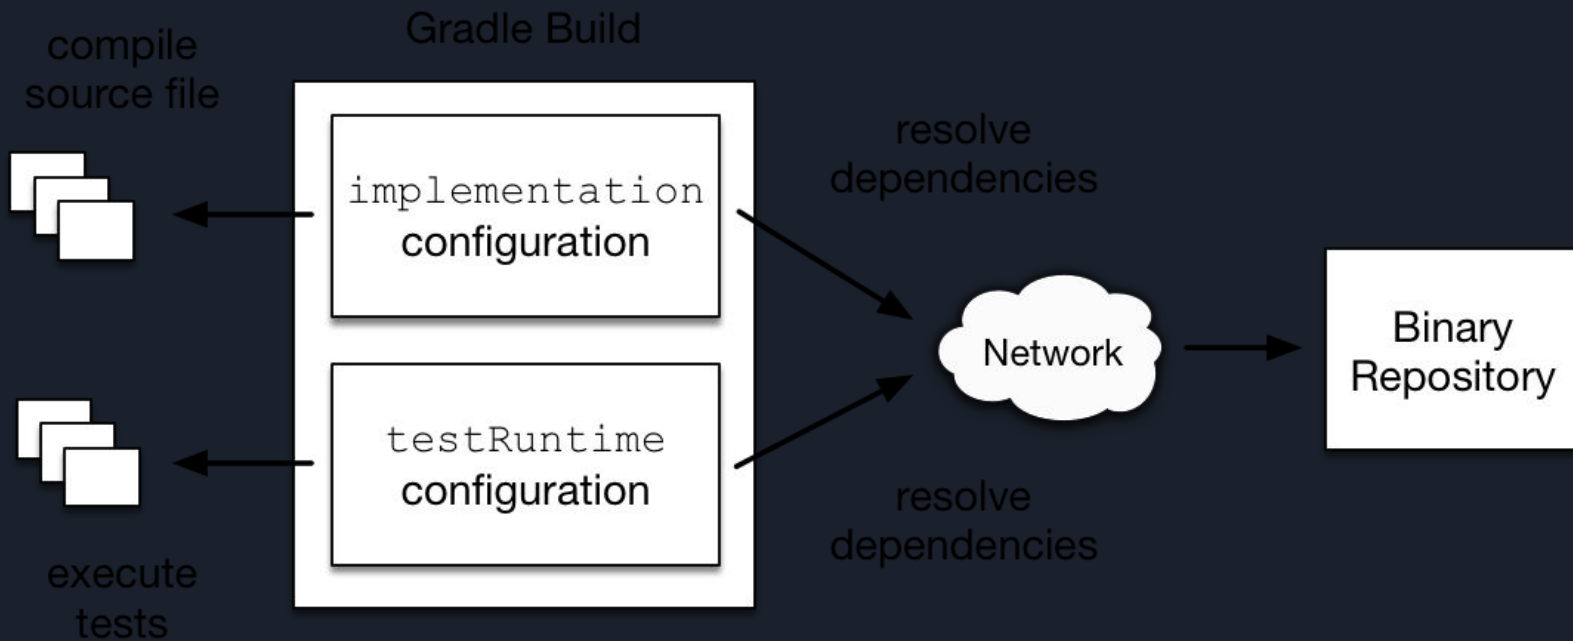 Gradle Build
compile
source file
implementation
configuration
resolve
dependencies
Network
Binary
Repository
testRuntime
configuration
resolve
dependencies
execute
tests